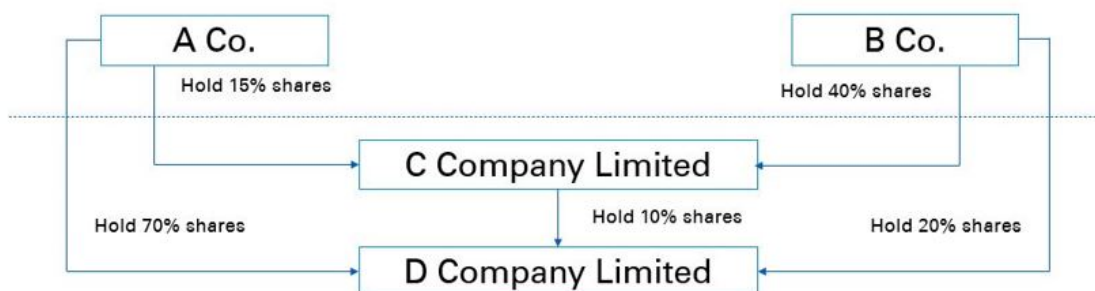 A Co.
B Co.
Hold 15% shares
Hold 40% shares
C Company Limited
Hold 10% shares
Hold 70% shares
Hold 20% shares
D Company Limited